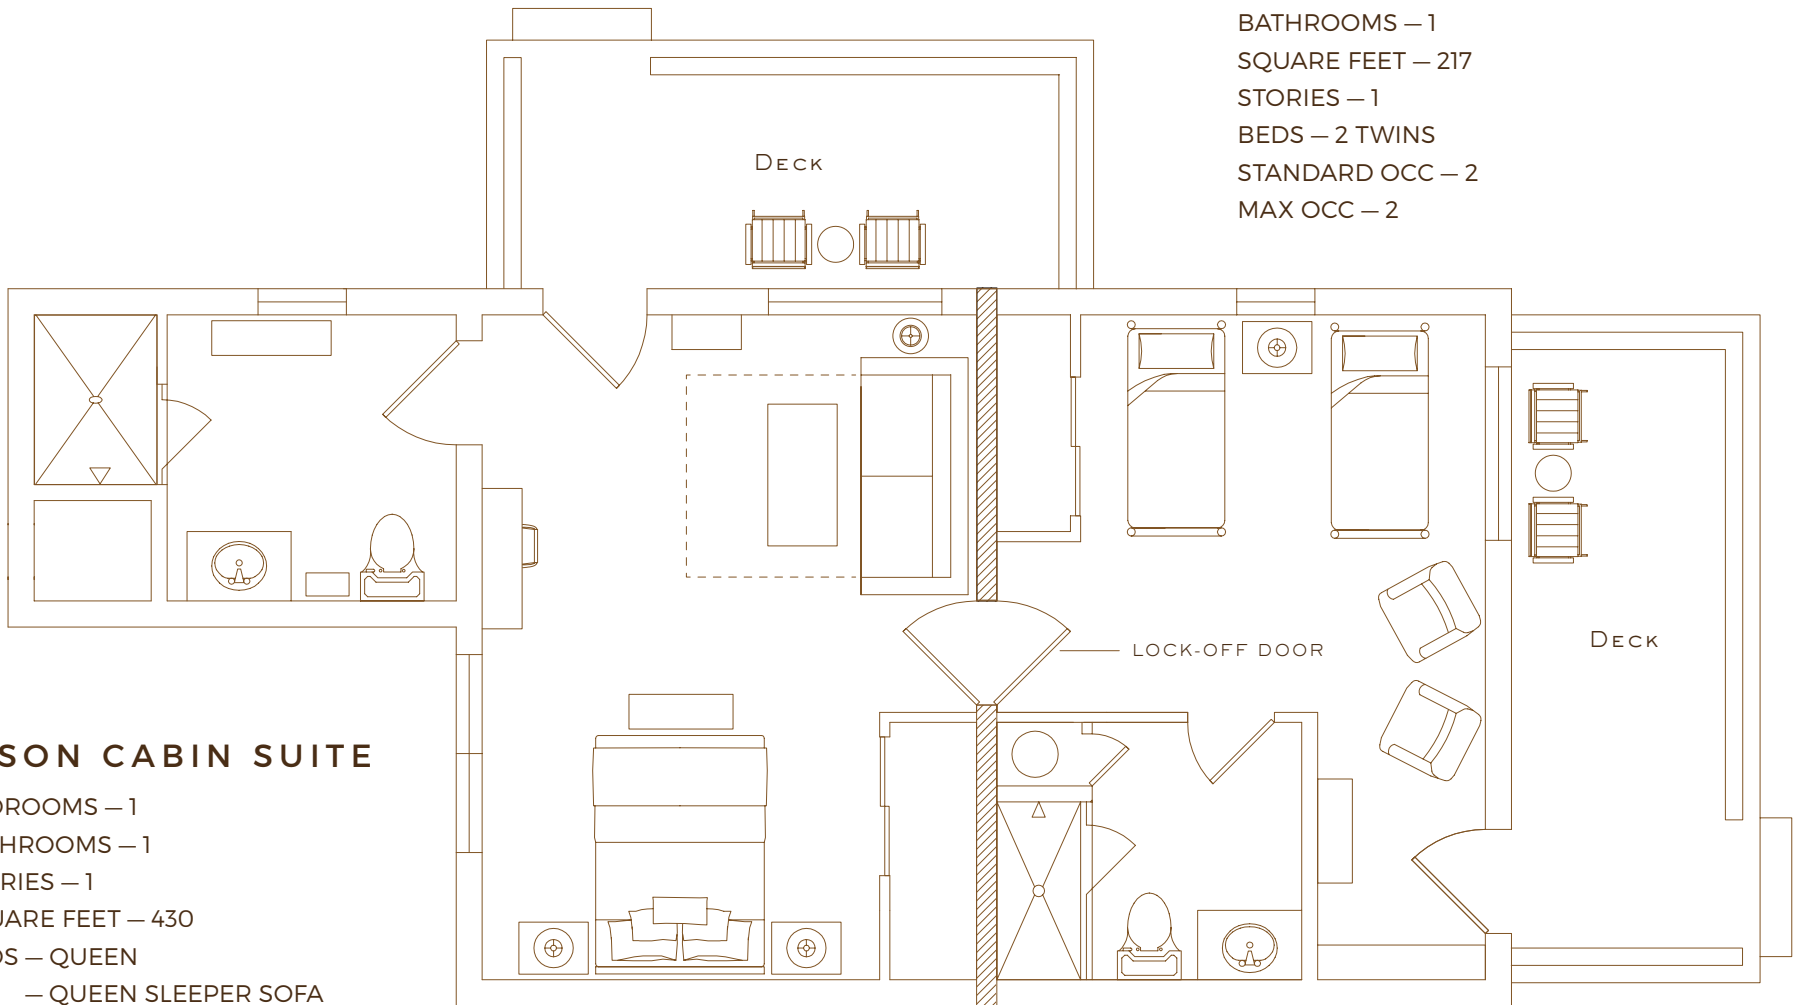 BATHROOMS — 1
SQUARE FEET — 217
STORIES — 1
BEDS — 2 TWINS
STANDARD OCC — 2
MAX OCC — 2
DECK
LOCK-OFF DOOR
DECK
SON CABIN SUITE
DROOMS — 1
HROOMS — 1
RIES — 1
UARE FEET — 430
DS — QUEEN
— QUEEN SLEEPER SOFA